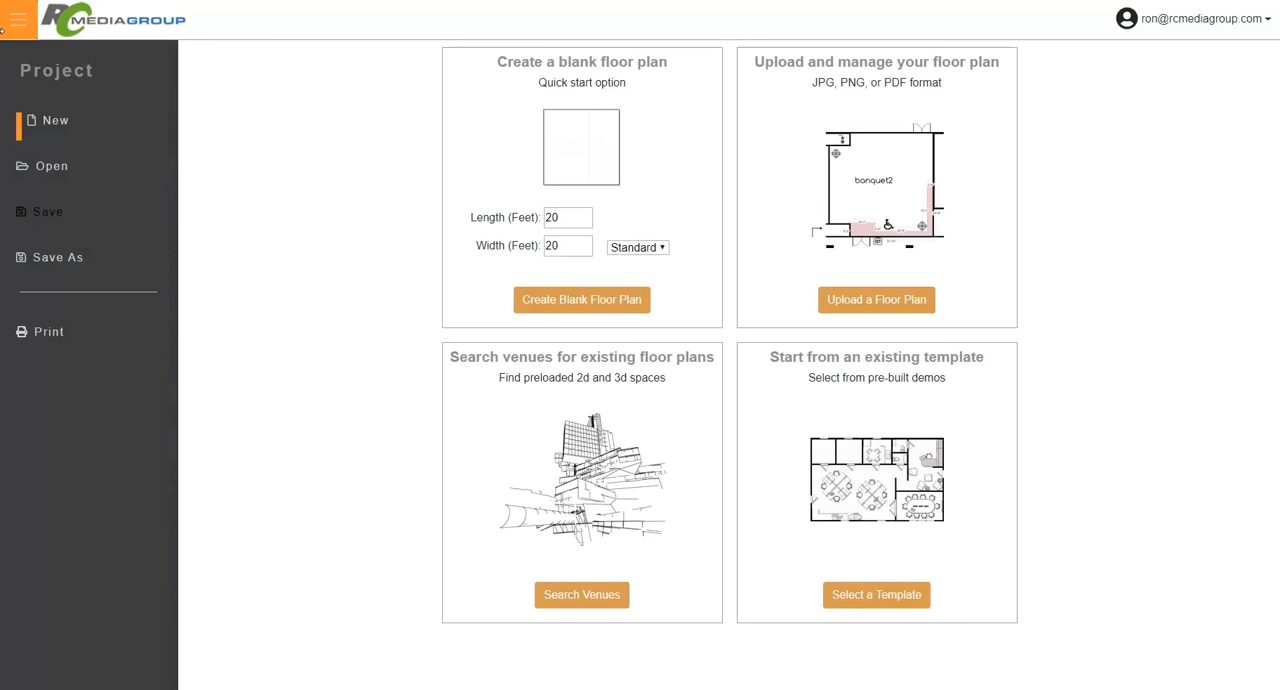 RC MEDIAGROUP
ron@rcmediagroup.com
Project
New
Open
Save
Save As
Print
Create a blank floor plan
Quick start option
Length (Feet): 20
Width (Feet): 20
Standard
Create Blank Floor Plan
Upload and manage your floor plan
JPG, PNG, or PDF format
banquet2
Upload a Floor Plan
Search venues for existing floor plans
Find preloaded 2d and 3d spaces
Search Venues
Start from an existing template
Select from pre-built demos
Select a Template